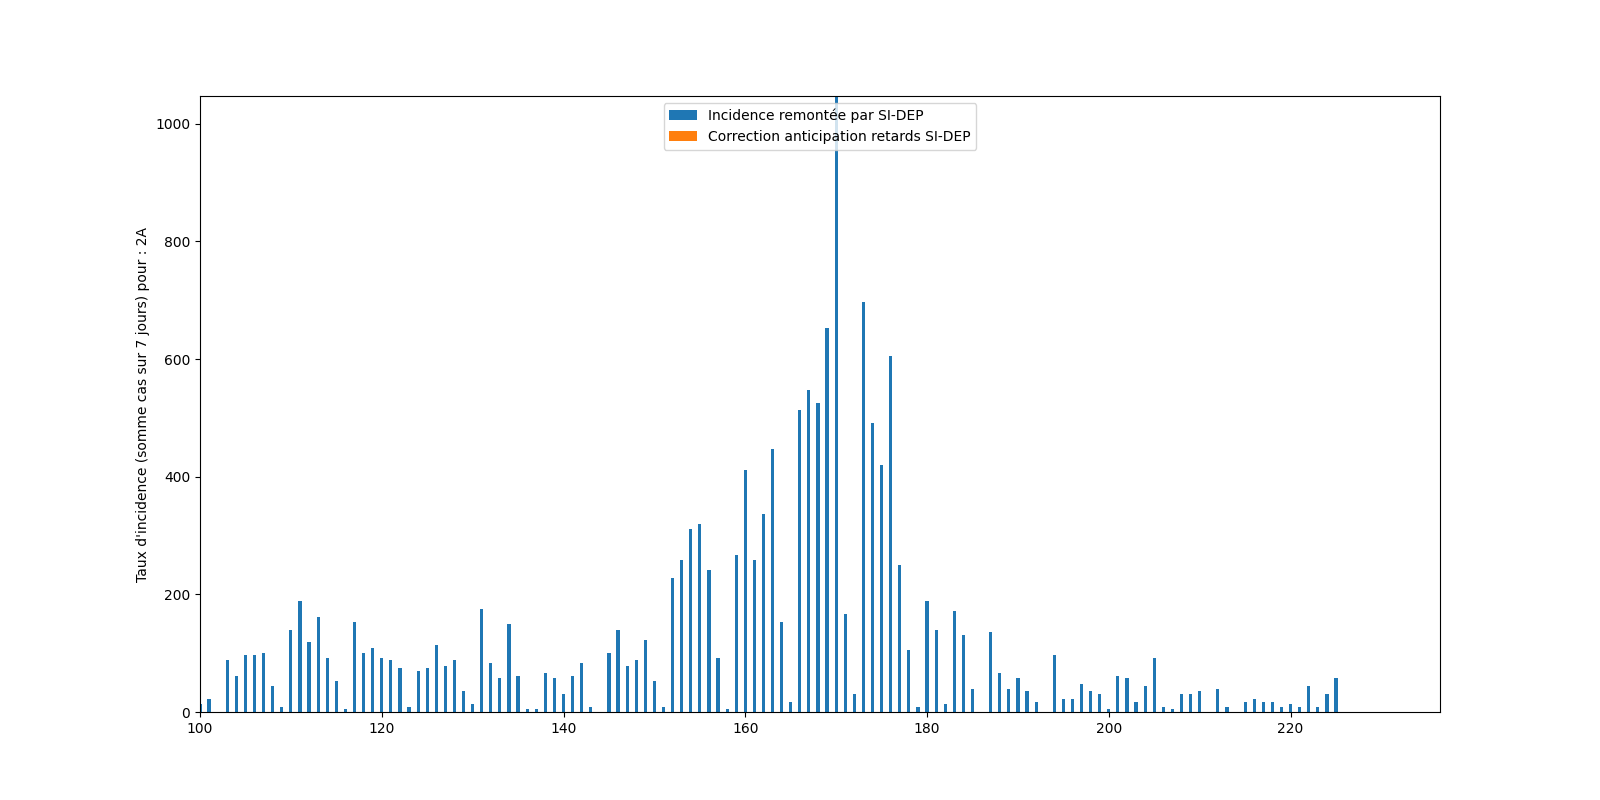 Incidence remontée par SI-DEP
Correction anticipation retards SI-DEP
Taux d'incidence (somme cas sur 7 jours) pour : 2A
1000
800
600
400
200
0
100 120 140 160 180 200 220